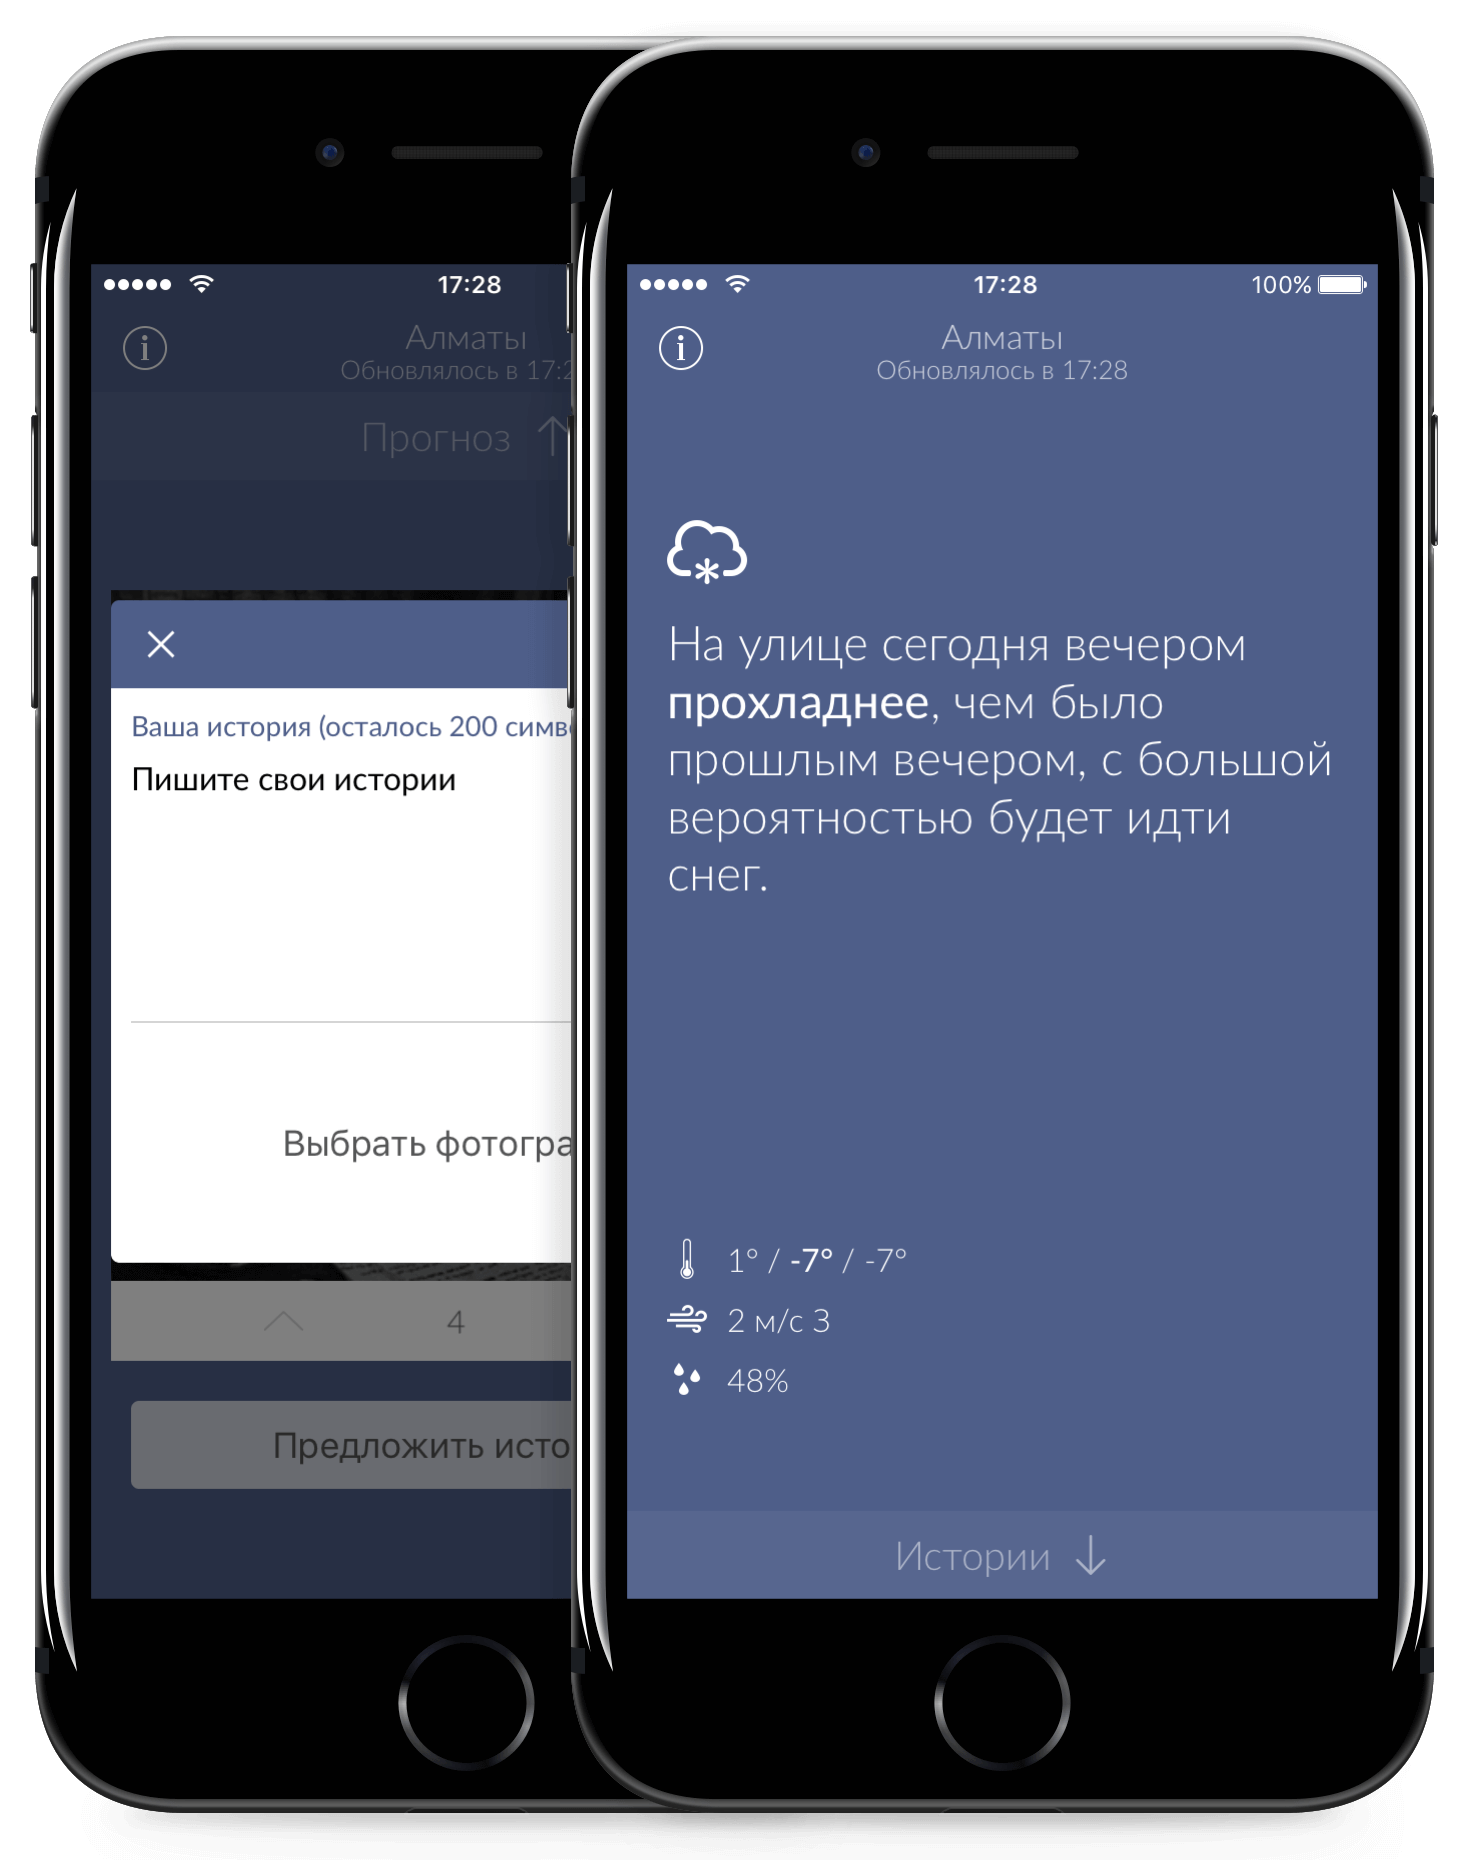 17:28
Алматы
Обновлялось в 17:2
Прогноз
Ваша история (осталось 200 симв
Пишите свои истории
Выбрать фотогра
4
Предложить исто
17:28 100%
Алматы
Обновлялось в 17:28
На улице сегодня вечером
прохладнее, чем было
прошлым вечером, с большой
вероятностью будет идти
снег.
1° / -7° / -7°
2 м/с З
48%
Истории